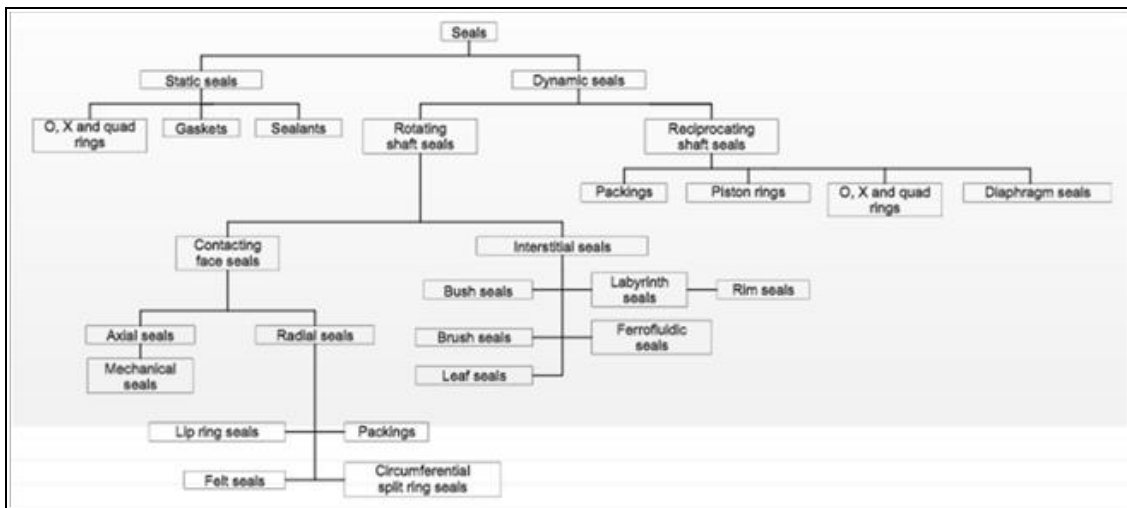 Seals
Static seals
Dynamic seals
O, X and quad
rings
Gaskets
Sealants
Rotating
shaft seals
Reciprocating
shaft seals
Packings
Piston rings
O, X and quad
rings
Diaphragm seals
Contacting
face seals
Interstitial seals
Bush seals
Labyrinth
seals
Rim seals
Axial seals
Radial seals
Brush seals
Ferrofluidic
seals
Mechanical
seals
Leaf seals
Lip ring seals
Packings
Felt seals
Circumferential
split ring seals